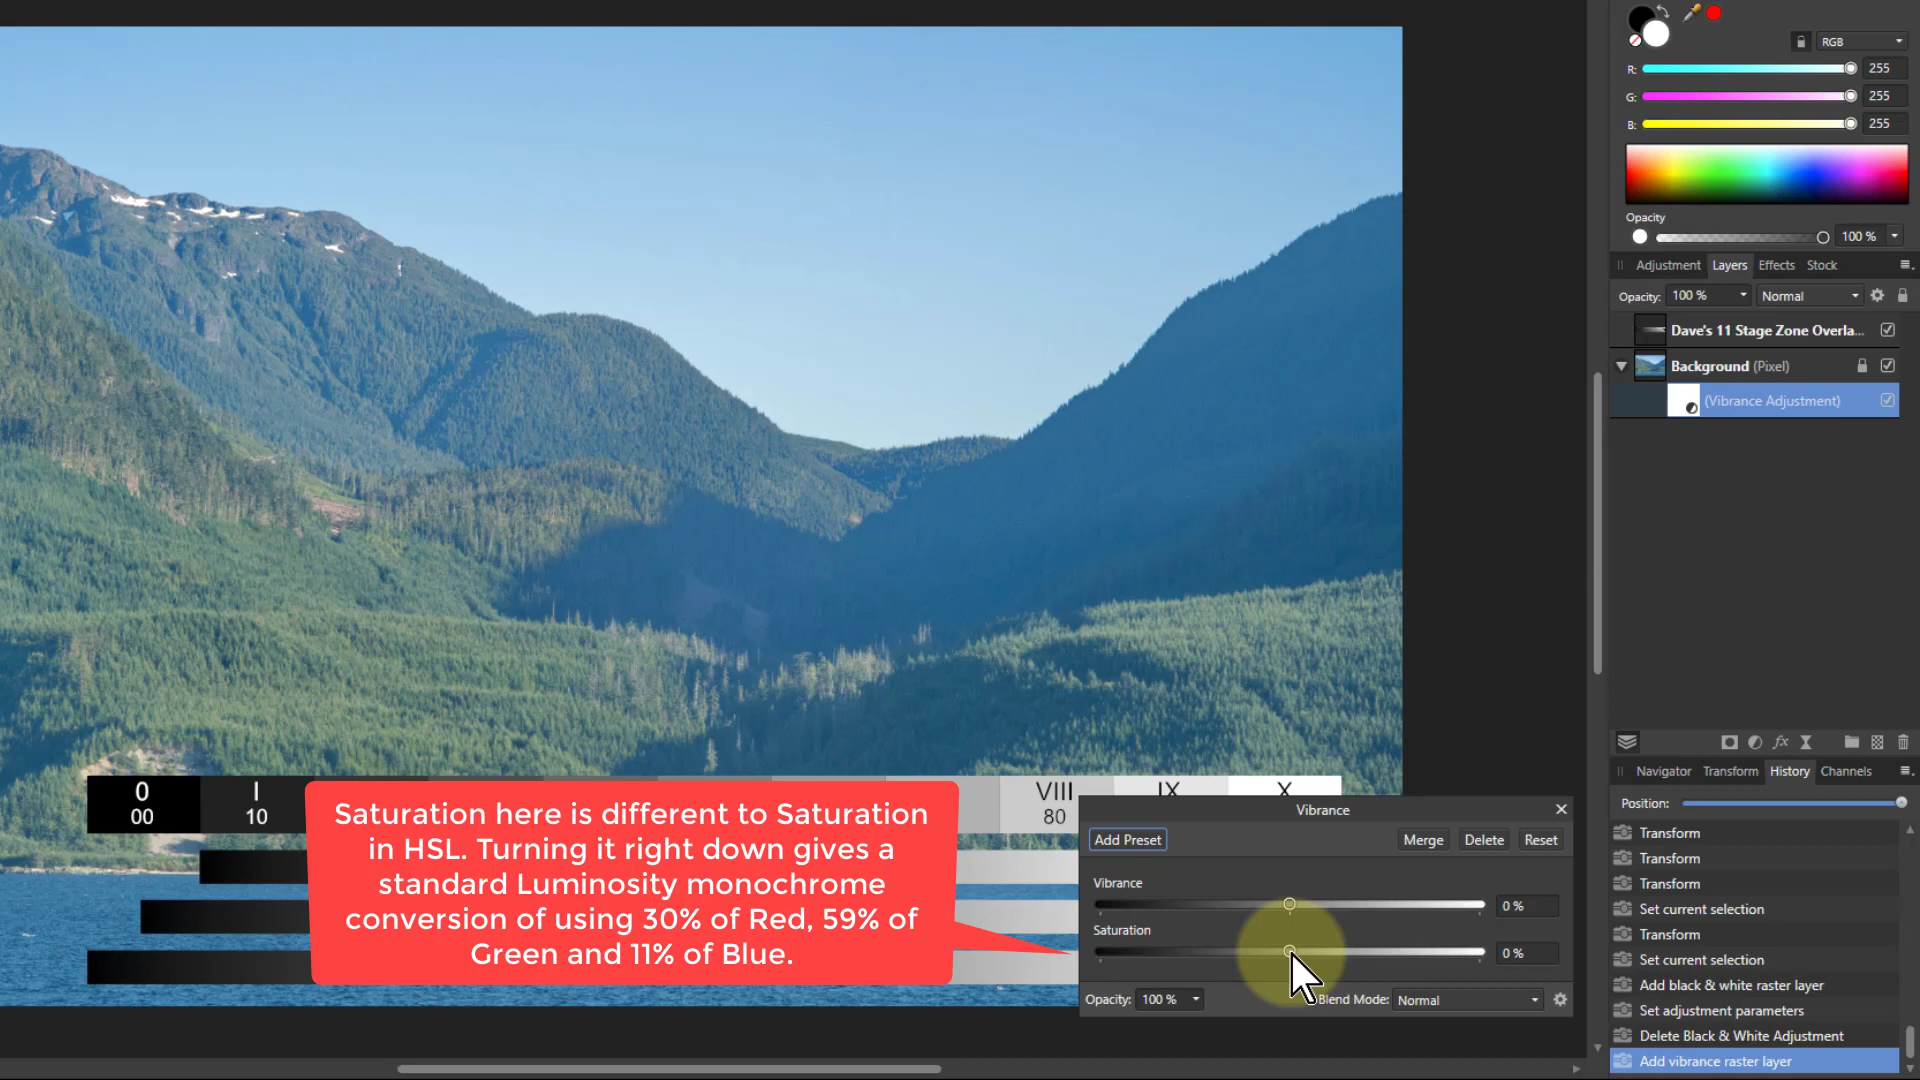 RGB
R: 255
G: 255
B: 255
Opacity
100 %
Adjustment Layers Effects Stock
Opacity: 100 % Normal
Dave's 11 Stage Zone Overla...
Background (Pixel)
(Vibrance Adjustment)
Navigator Transform History Channels
Position:
Transform
Transform
Transform
Set current selection
Transform
Set current selection
Add black & white raster layer
Set adjustment parameters
Delete Black & White Adjustment
Add vibrance raster layer
0 I VIII IX X
00 10 80
Saturation here is different to Saturation
in HSL. Turning it right down gives a
standard Luminosity monochrome
conversion of using 30% of Red, 59% of
Green and 11% of Blue.
Vibrance
Add Preset Merge Delete Reset
Vibrance
0 %
Saturation
0 %
Opacity: 100 % Blend Mode: Normal